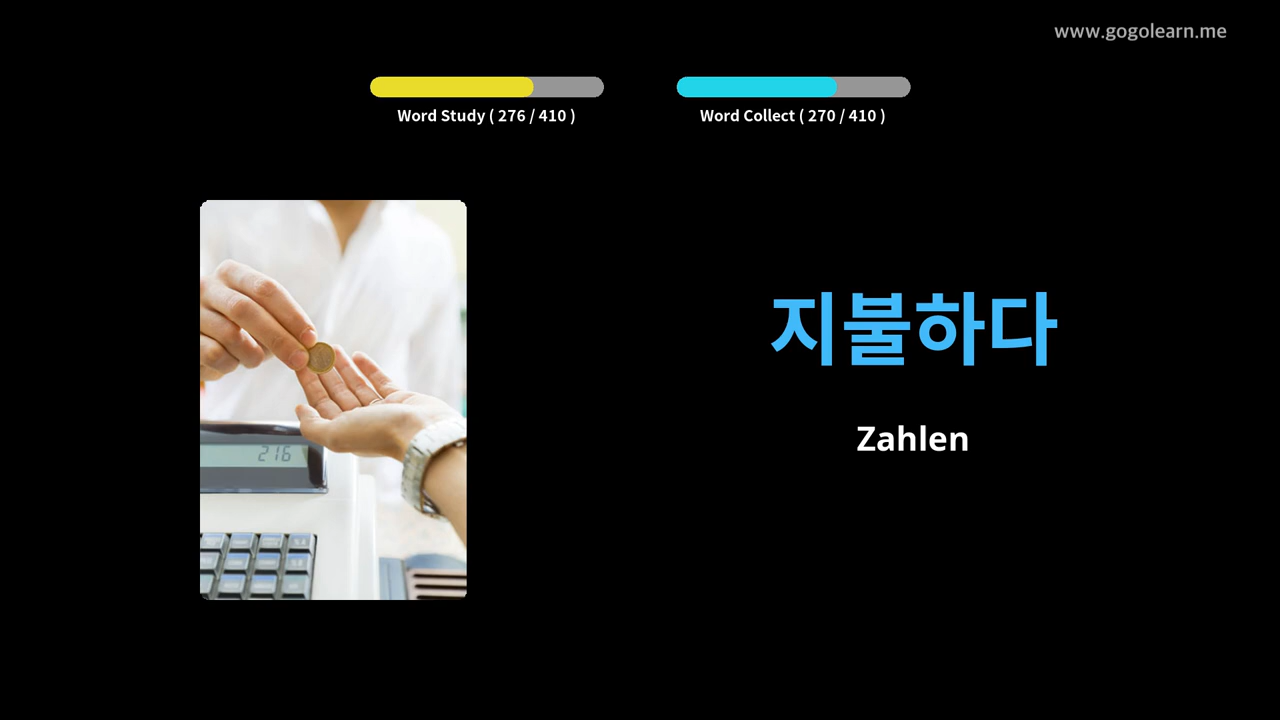 www.gogolearn.me
Word Study ( 276 / 410 )
Word Collect ( 270 / 410 )
216
지불하다
Zahlen